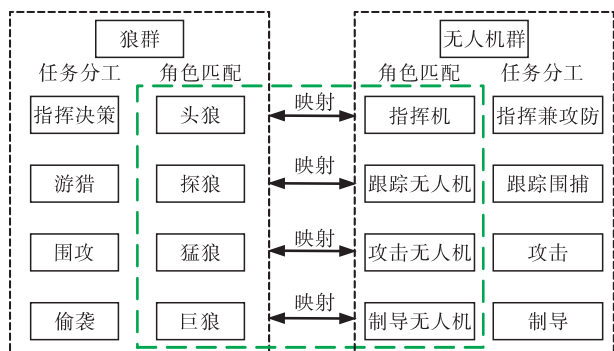 狼群
无人机群
任务分工 角色匹配 角色匹配 任务分工
指挥决策 头狼 映射 指挥机 指挥兼攻防
游猎 探狼 映射 跟踪无人机 跟踪围捕
围攻 猛狼 映射 攻击无人机 攻击
偷袭 巨狼 映射 制导无人机 制导